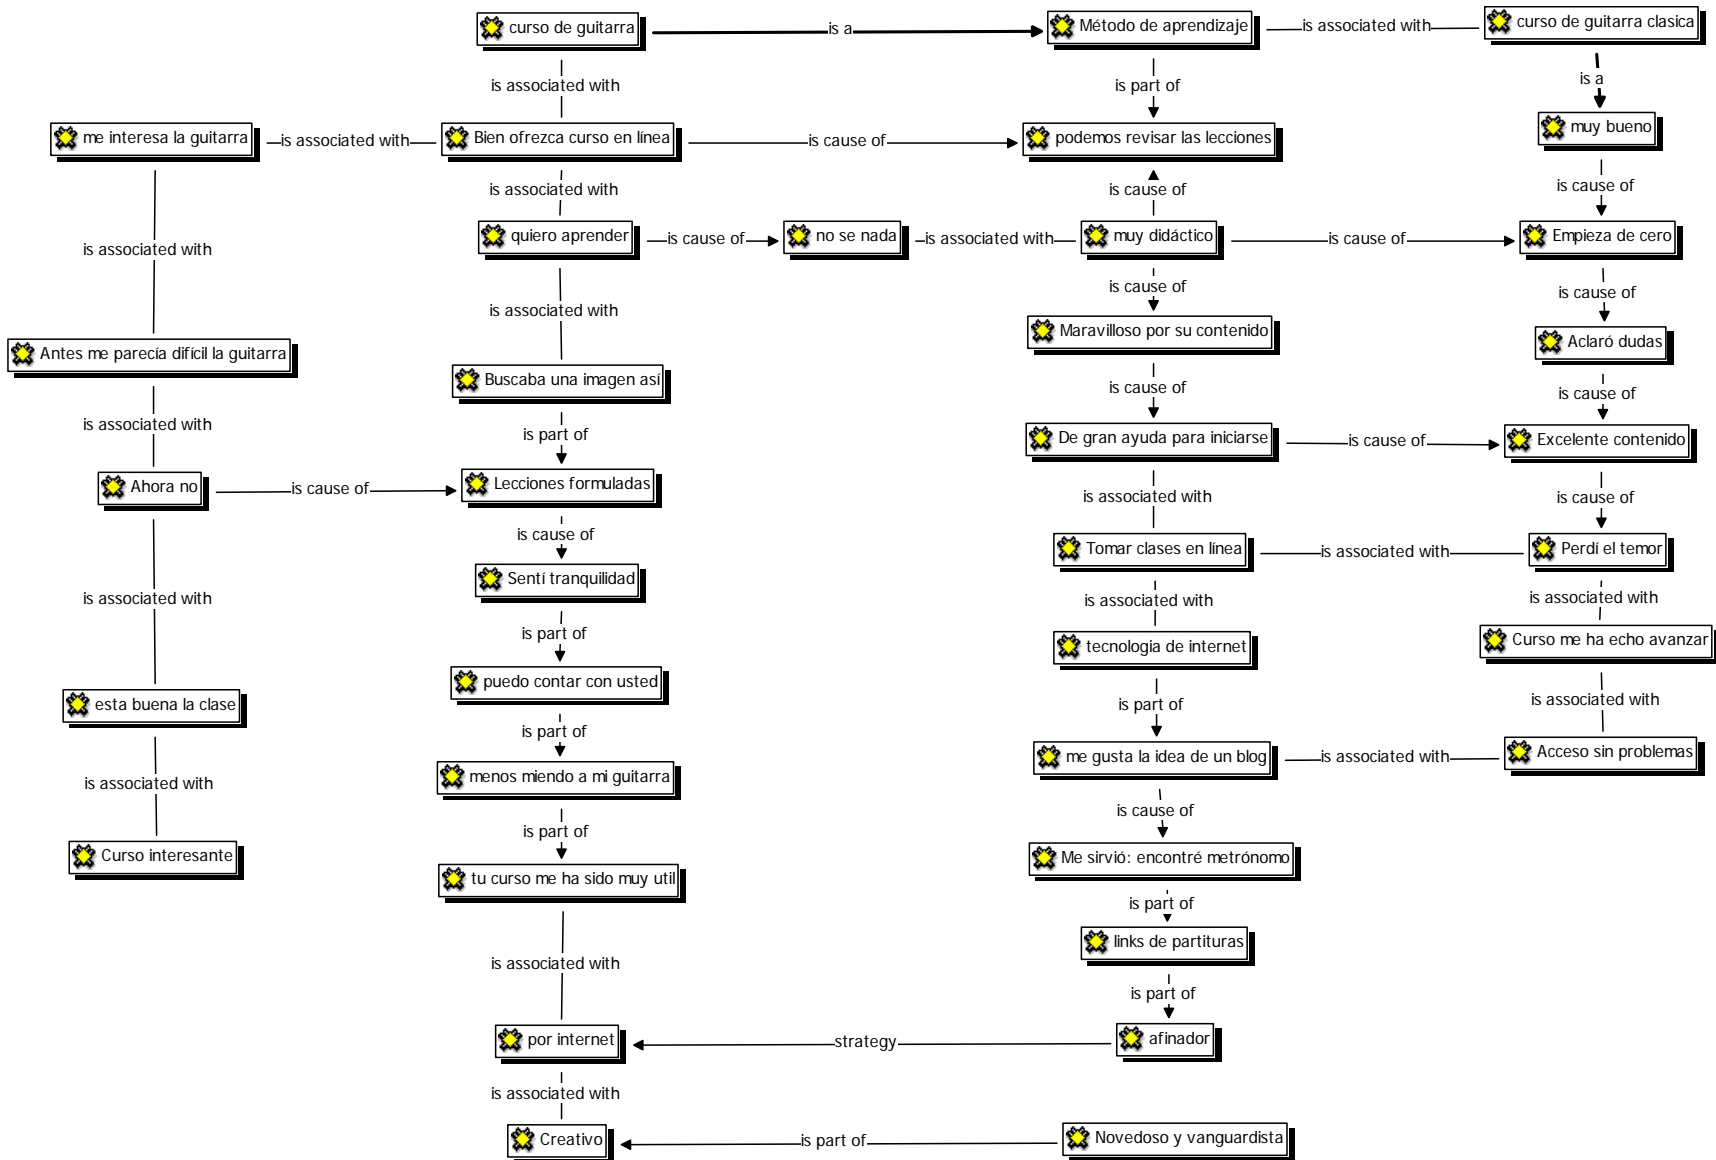 curso de guitarra
is a
Método de aprendizaje
is associated with
curso de guitarra clasica
is associated with
is part of
is a
me interesa la guitarra
is associated with
Bien ofrezca curso en línea
is cause of
podemos revisar las lecciones
muy bueno
is associated with
is cause of
is cause of
quiero aprender
is cause of
no se nada
is associated with
muy didáctico
is cause of
Empieza de cero
is associated with
is associated with
is cause of
is cause of
Maravilloso por su contenido
Aclaró dudas
Antes me parecía difícil la guitarra
Buscaba una imagen así
is cause of
is cause of
is associated with
is part of
De gran ayuda para iniciarse
is cause of
Excelente contenido
Ahora no
is cause of
Lecciones formuladas
is associated with
is cause of
is cause of
Tomar clases en línea
is associated with
Perdí el temor
Sentí tranquilidad
is associated with
is associated with
is associated with
is part of
tecnologia de internet
Curso me ha echo avanzar
puedo contar con usted
esta buena la clase
is part of
is associated with
is part of
me gusta la idea de un blog
is associated with
Acceso sin problemas
menos miendo a mi guitarra
is associated with
is cause of
is part of
Curso interesante
Me sirvió: encontré metrónomo
tu curso me ha sido muy util
is part of
links de partituras
is associated with
is part of
por internet
strategy
afinador
is associated with
Creativo
is part of
Novedoso y vanguardista